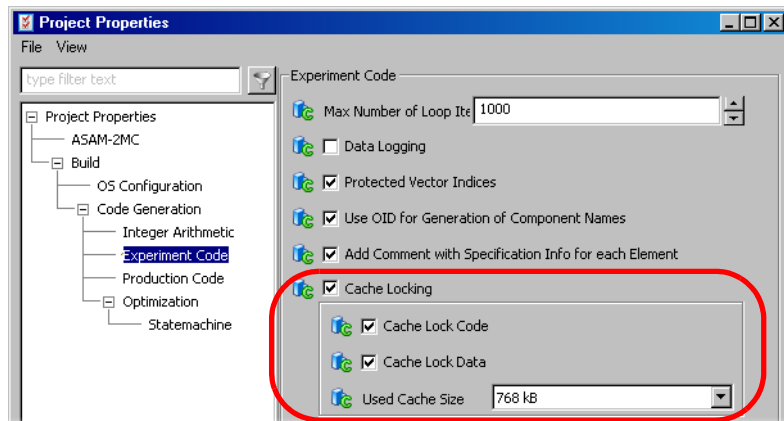 Project Properties
File View
type filter text
Project Properties
ASAM-2MC
Build
OS Configuration
Code Generation
Integer Arithmetic
Experiment Code
Production Code
Optimization
Statemachine
Experiment Code
Max Number of Loop Ite 1000
Data Logging
Protected Vector Indices
Use OID for Generation of Component Names
Add Comment with Specification Info for each Element
Cache Locking
Cache Lock Code
Cache Lock Data
Used Cache Size 768 kB